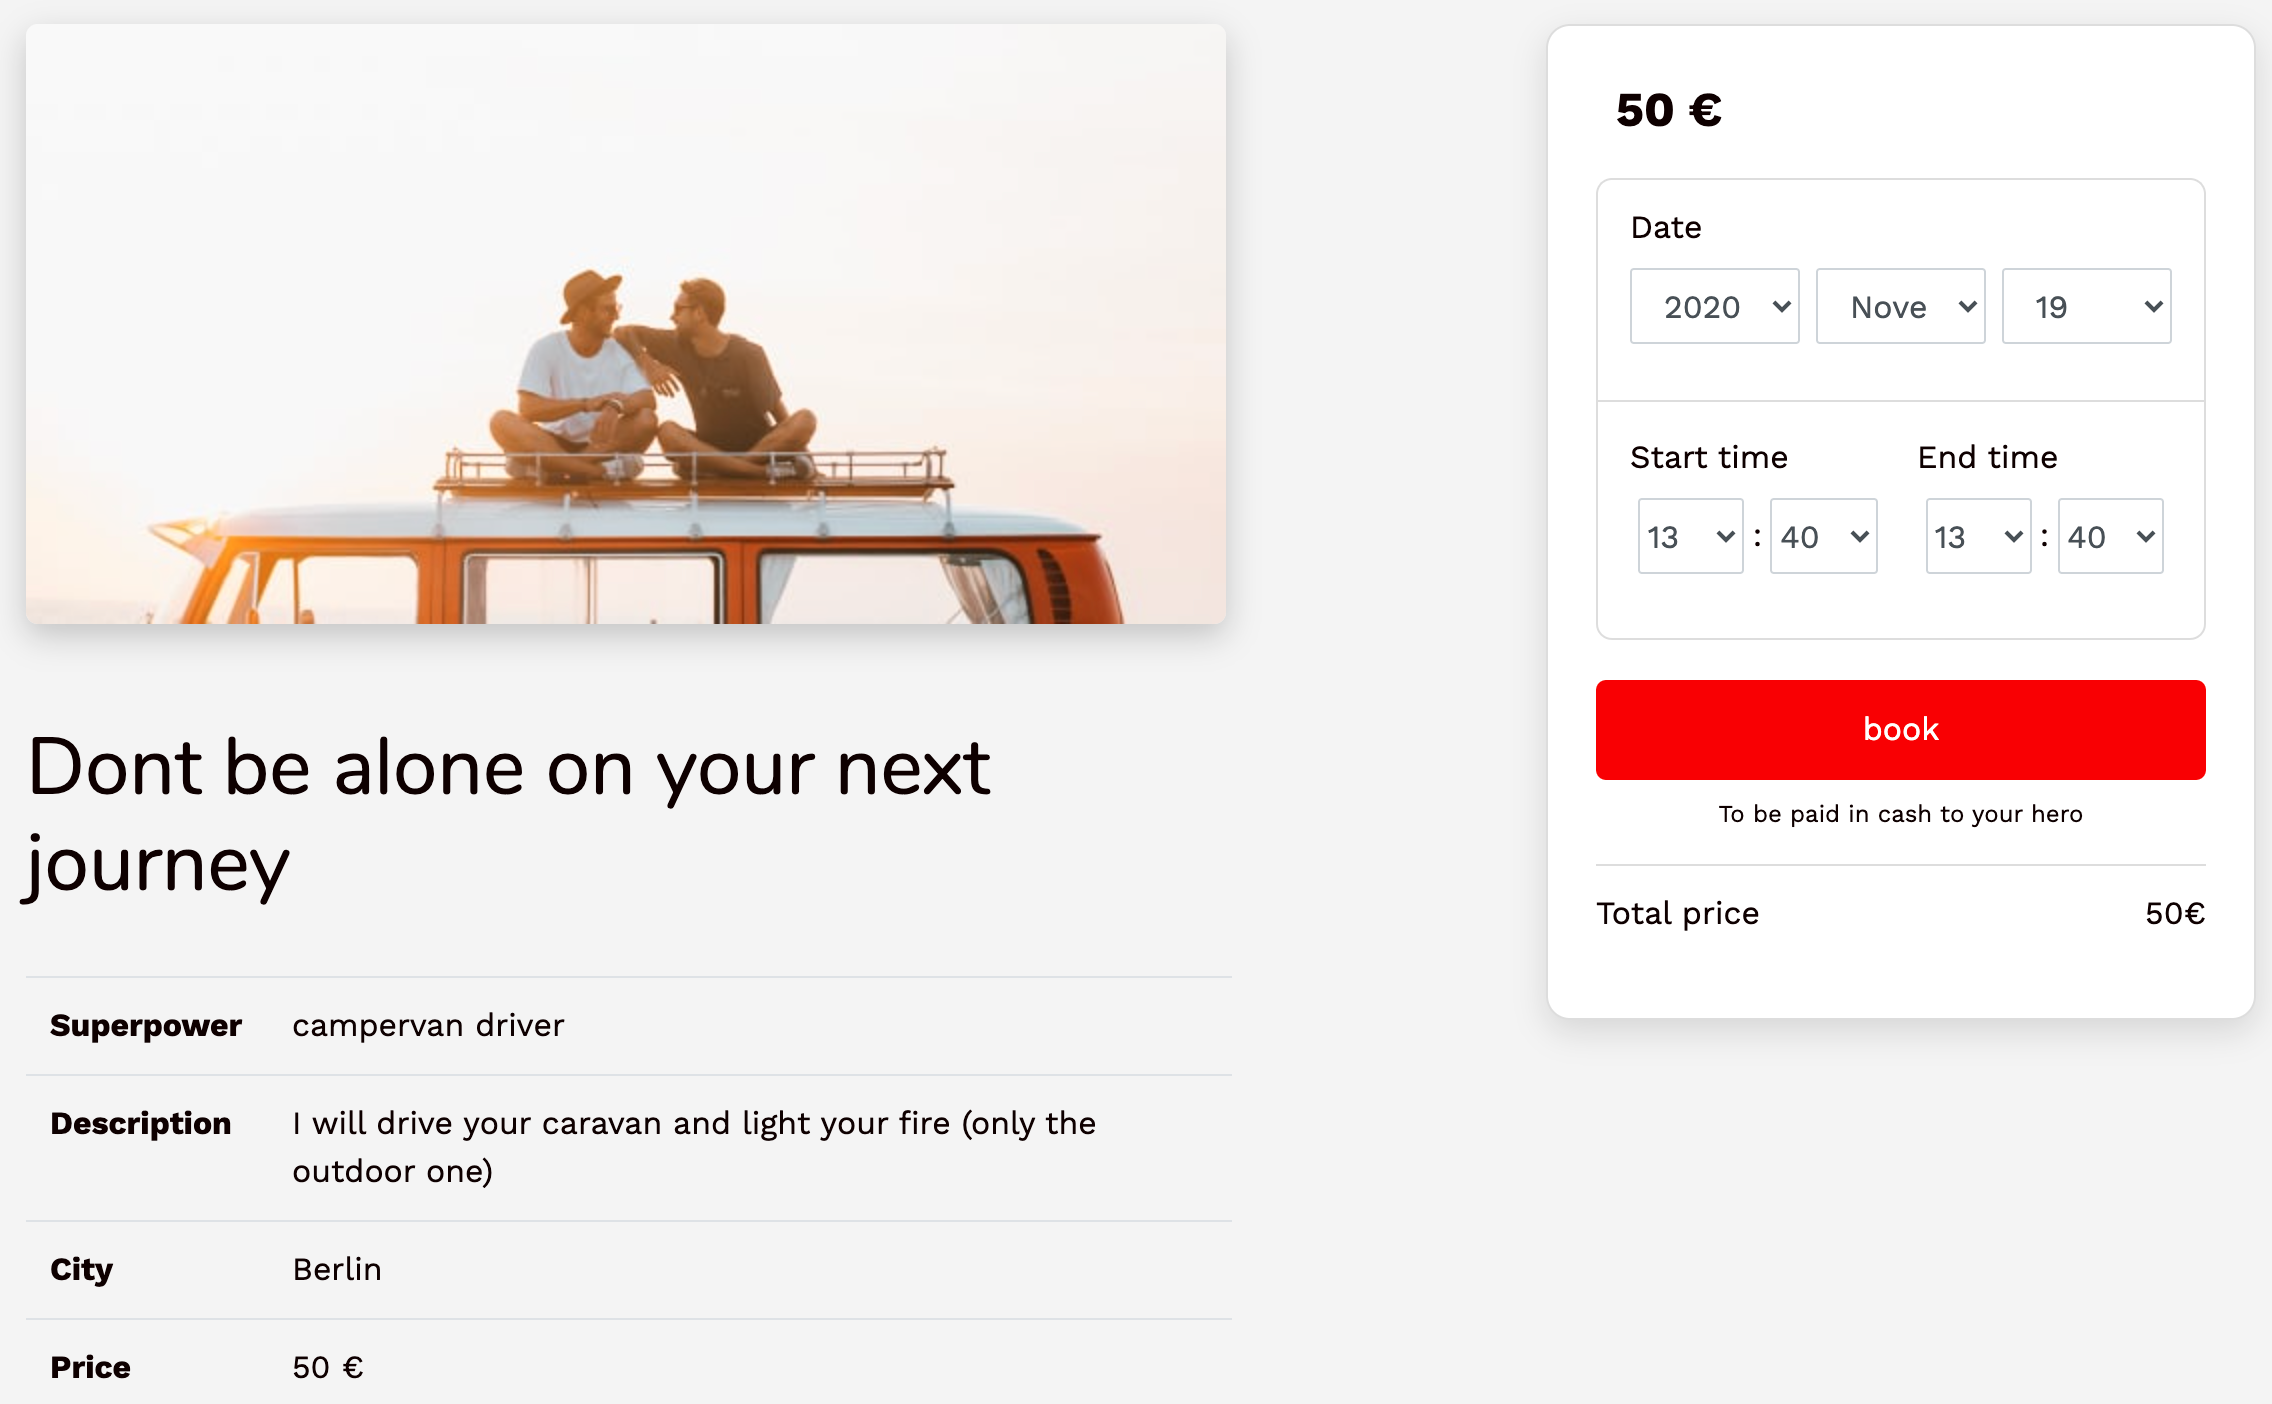 Dont be alone on your next
journey
Superpower campervan driver
Description I will drive your caravan and light your fire (only the
outdoor one)
City Berlin
Price 50 €
50 €
Date
2020 Nove 19
Start time End time
13 : 40 13 : 40
book
To be paid in cash to your hero
Total price 50€